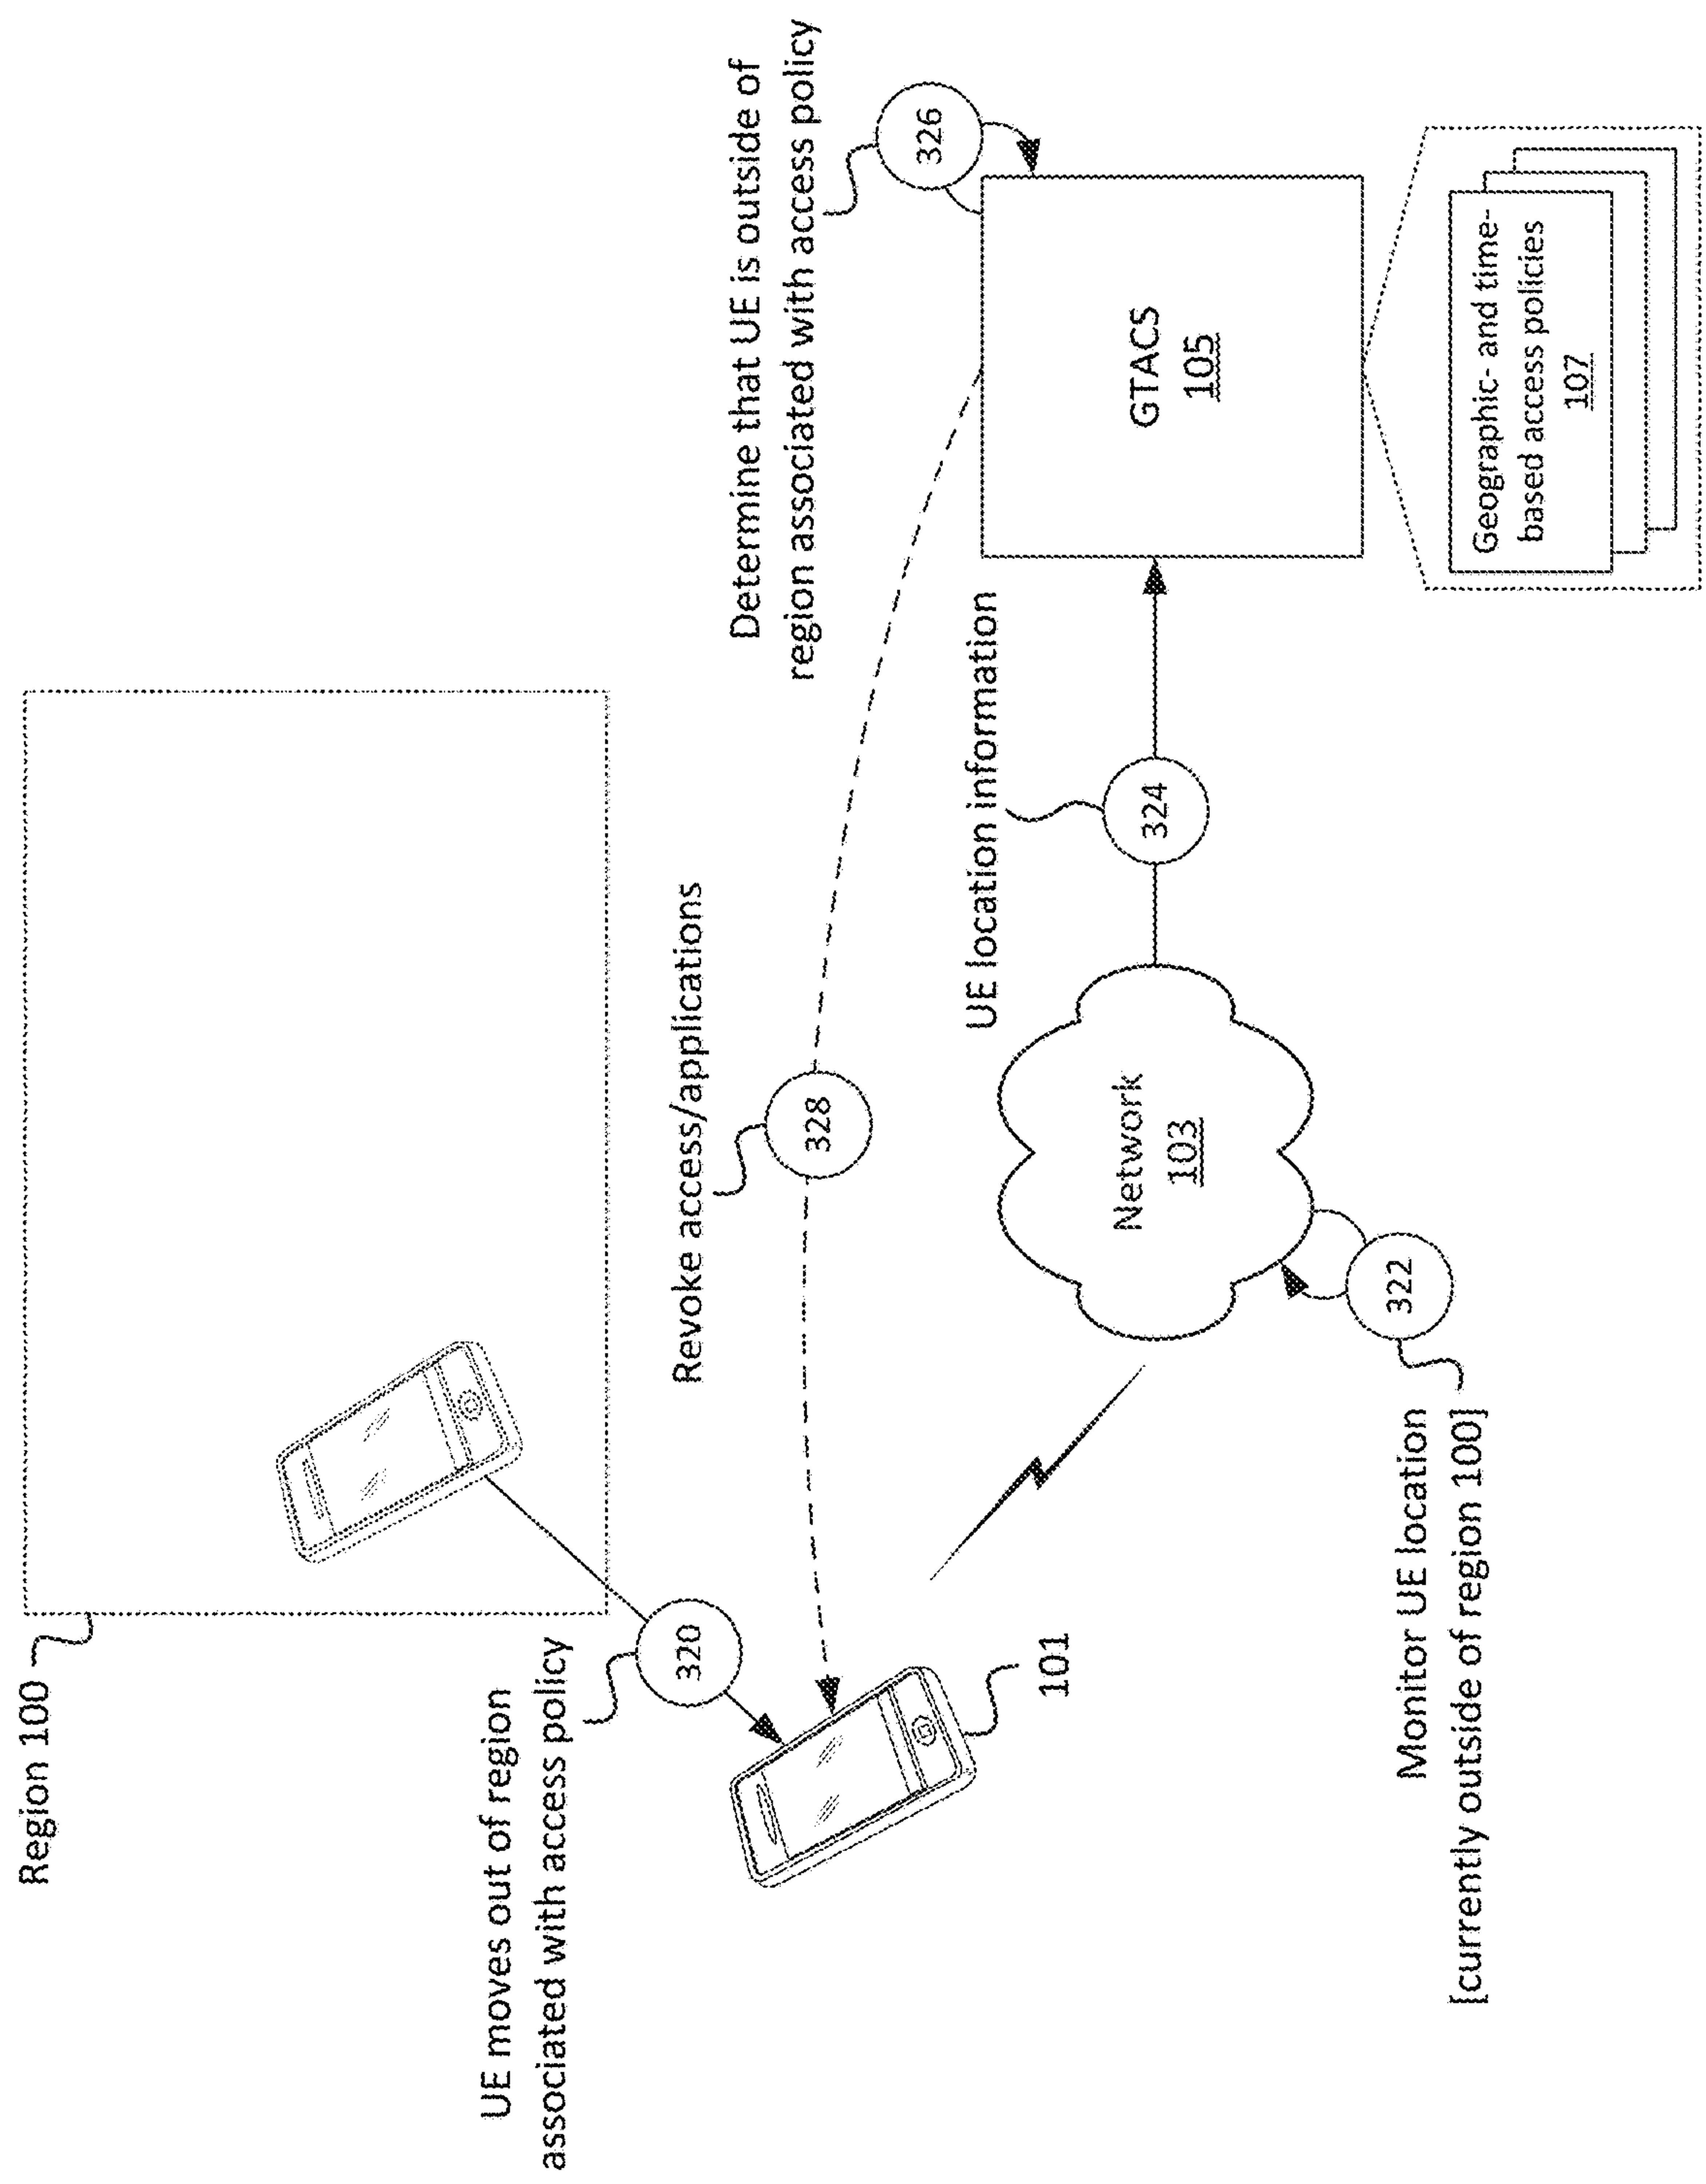 Region 100
UE moves out of region
associated with access policy
320
101
Revoke access/applications
328
Determine that UE is outside of
region associated with access policy
326
UE location information
324
Network
103
GTACS
105
Monitor UE location
[currently outside of region 100]
322
Geographic- and time-
based access policies
107